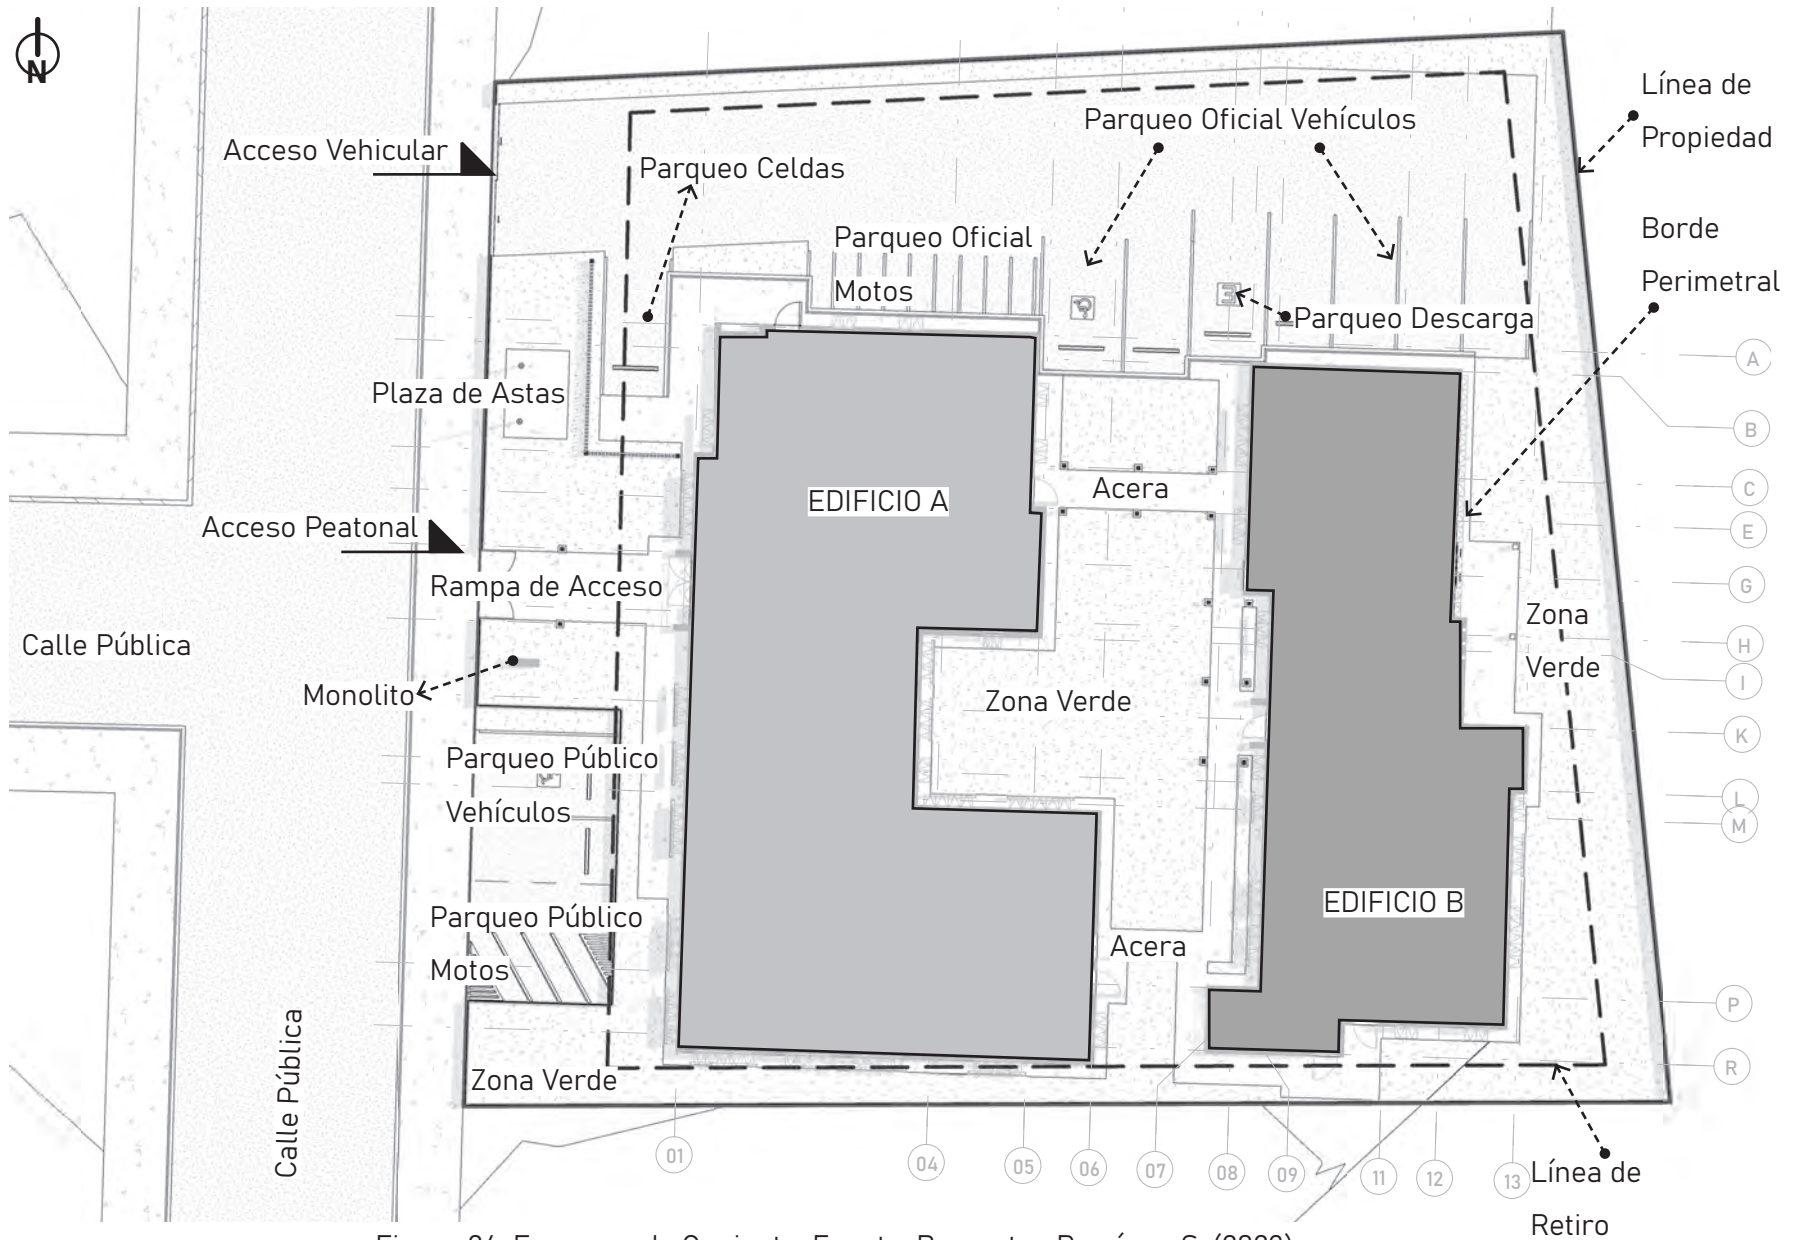 N
Línea de
Propiedad
Acceso Vehicular
Parqueo Oficial Vehículos
Parqueo Celdas
Borde
Perimetral
Parqueo Oficial
Motos
E
Parqueo Descarga
A
Plaza de Astas
B
EDIFICIO A
Acera
C
Acceso Peatonal
E
Rampa de Acceso
G
Zona
Verde
Calle Pública
H
Monolito
Zona Verde
I
K
Parqueo Público
Vehículos
L
M
EDIFICIO B
Parqueo Público
Motos
Acera
P
Calle Pública
Zona Verde
R
01
04
05
06
07
08
09
11
12
13
Línea de
Retiro